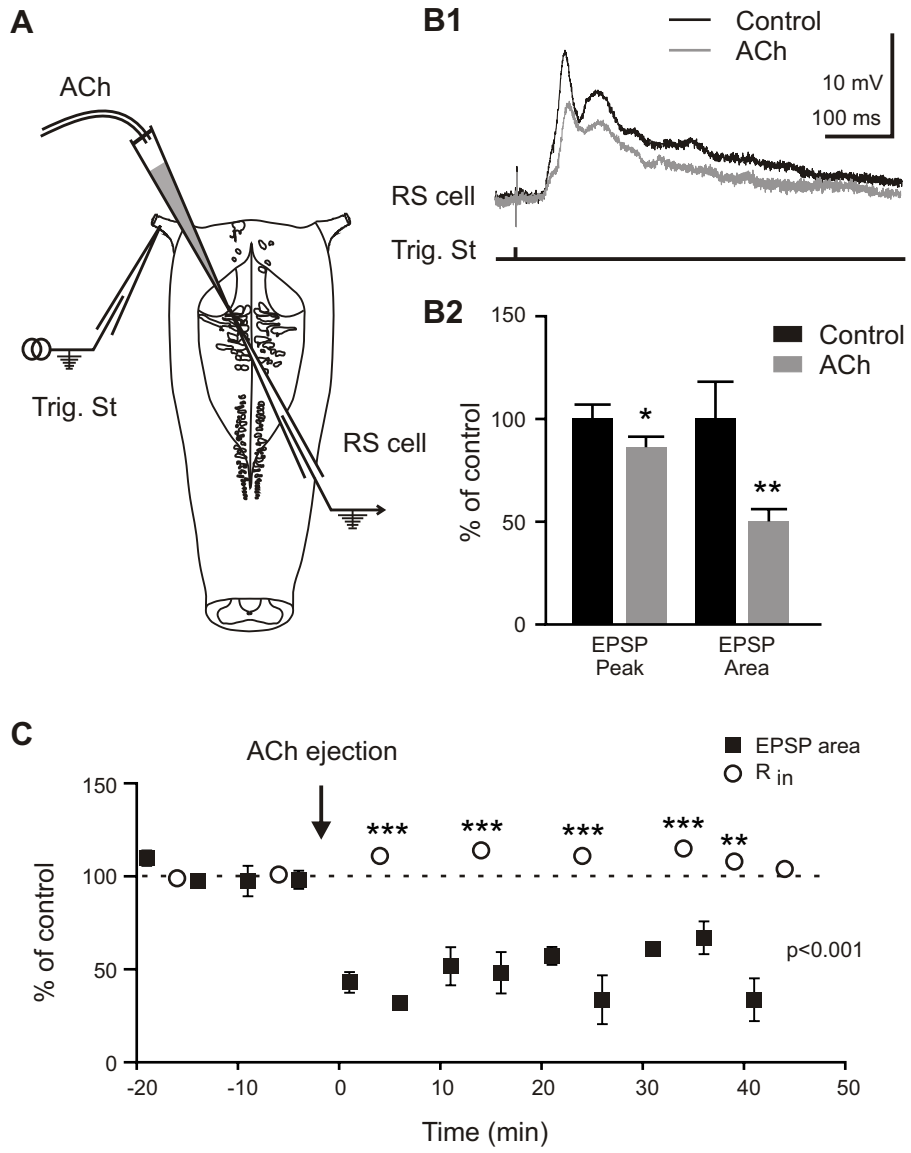 A
ACh
Trig. St
RS cell
B1
Control
ACh
10 mV
100 ms
RS cell
Trig. St
B2
150
100
50
0
% of control
Control
ACh
*
**
EPSP
Peak
EPSP
Area
C
ACh ejection
EPSP area
R in
150
100
50
0
% of control
*** *** *** *** **
p<0.001
-20 -10 0 10 20 30 40 50
Time (min)